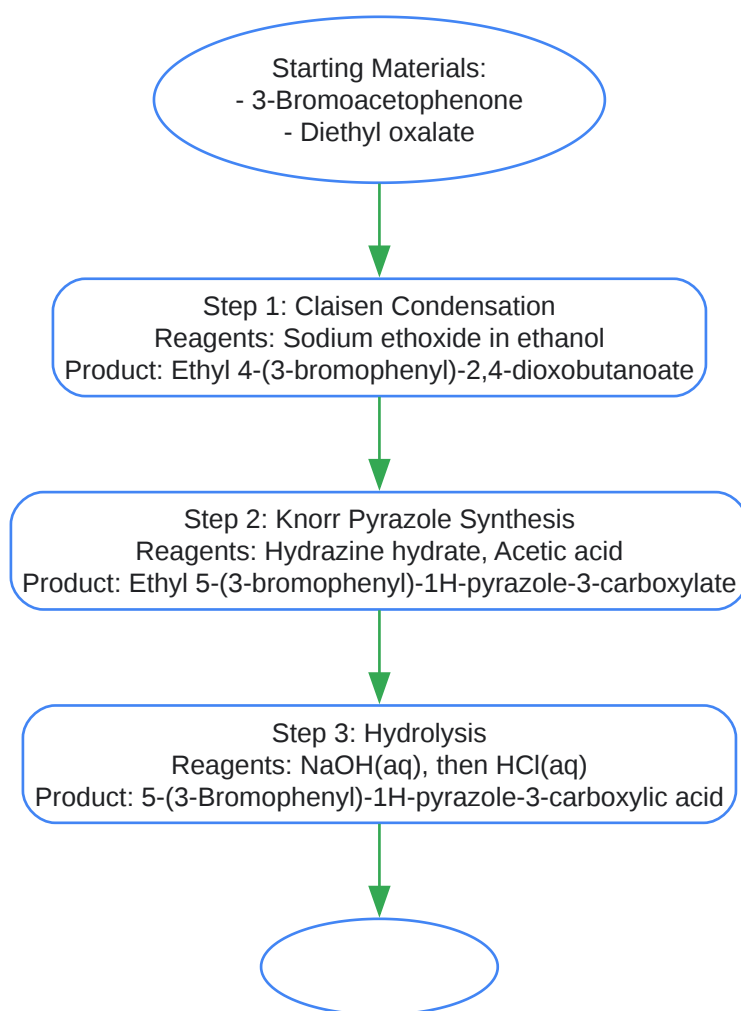 Starting Materials:
- 3-Bromoacetophenone
- Diethyl oxalate
Step 1: Claisen Condensation
Reagents: Sodium ethoxide in ethanol
Product: Ethyl 4-(3-bromophenyl)-2,4-dioxobutanoate
Step 2: Knorr Pyrazole Synthesis
Reagents: Hydrazine hydrate, Acetic acid
Product: Ethyl 5-(3-bromophenyl)-1H-pyrazole-3-carboxylate
Step 3: Hydrolysis
Reagents: NaOH(aq), then HCl(aq)
Product: 5-(3-Bromophenyl)-1H-pyrazole-3-carboxylic acid